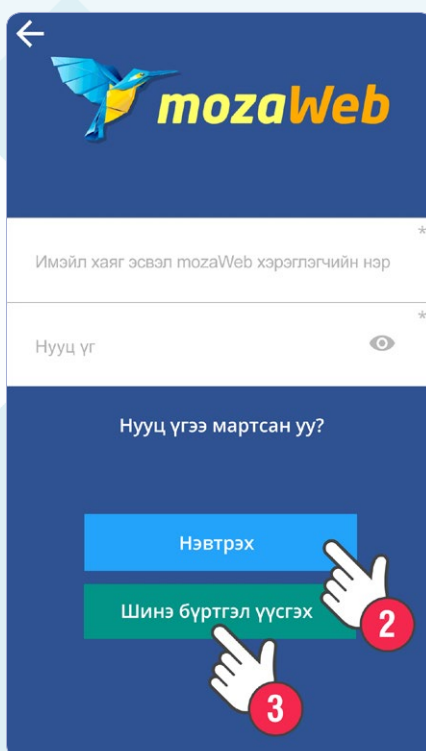 mozaWeb
*
Имэйл хаяг эсвэл mozaWeb хэрэглэгчийн нэр
*
Нууц үг
Нууц үгээ мартсан уу?
Нэвтрэх
2
Шинэ бүртгэл үүсгэх
3